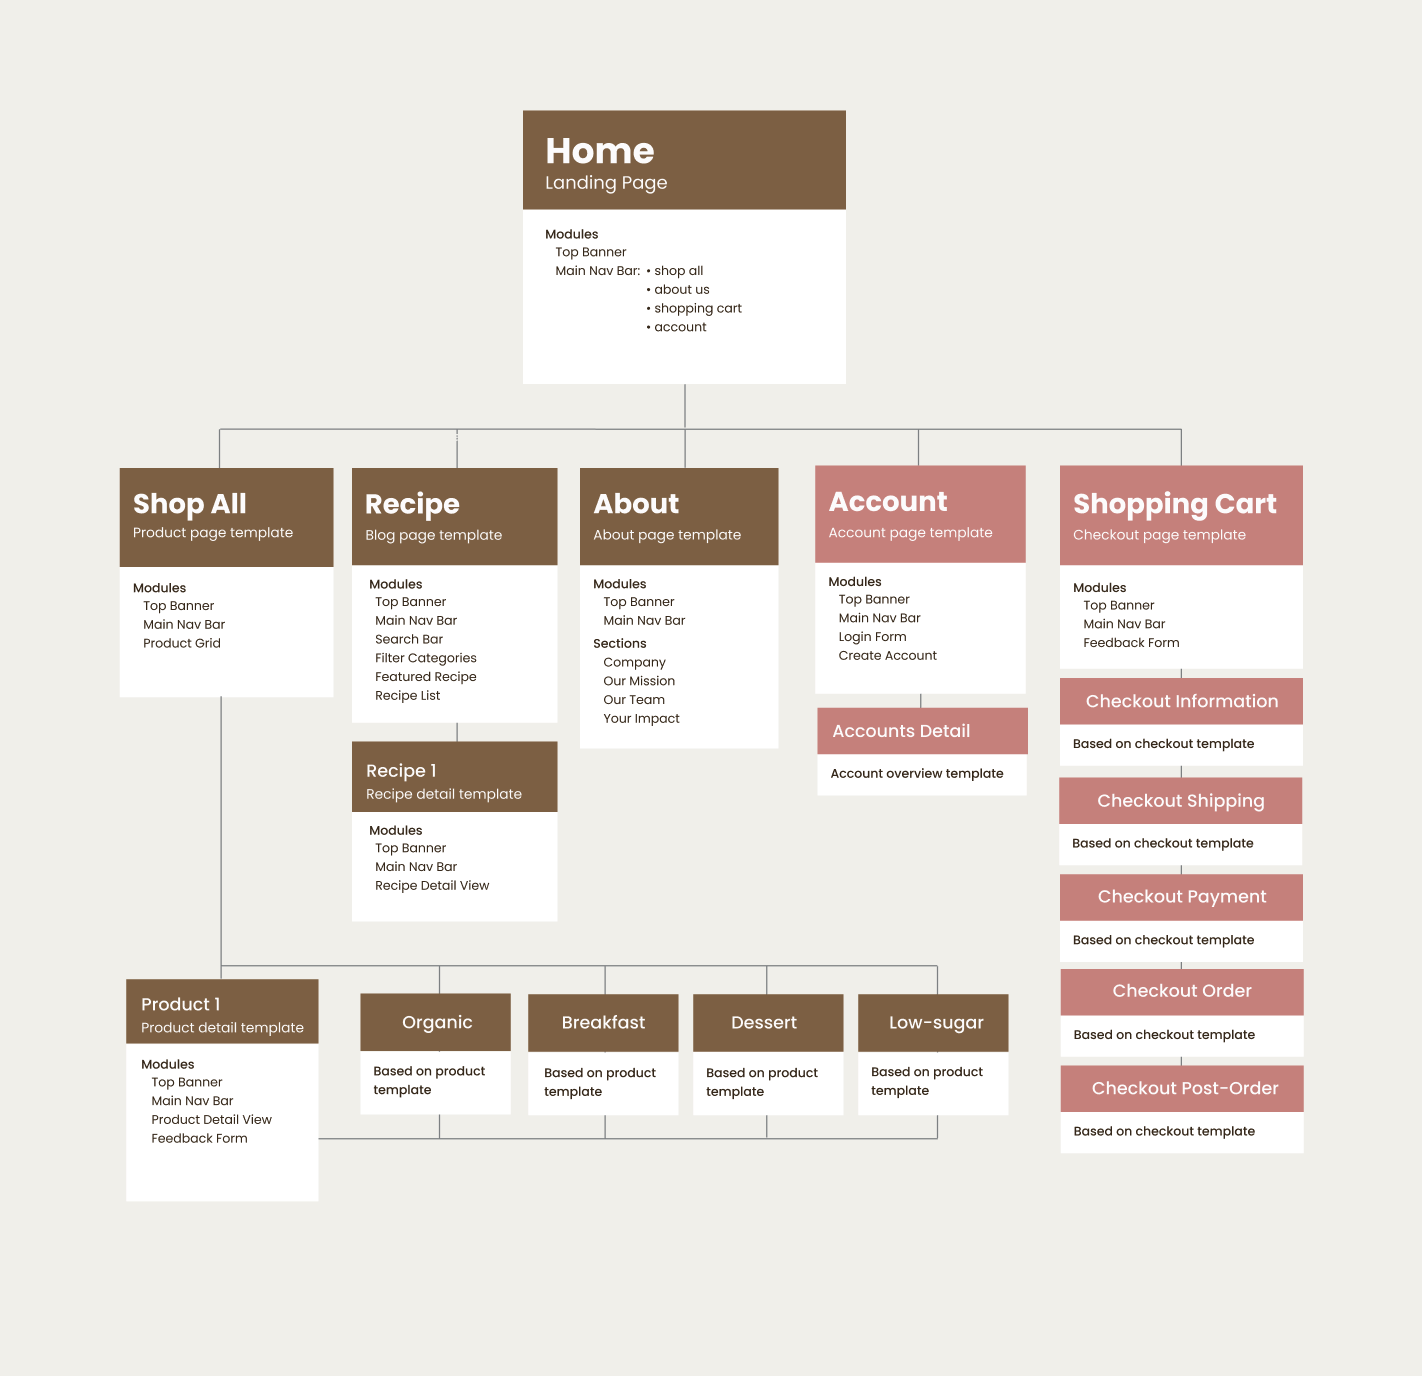 Home
Landing Page
Modules
Top Banner
Main Nav Bar: • shop all
• about us
• shopping cart
• account
Shop All
Product page template
Modules
Top Banner
Main Nav Bar
Product Grid
Recipe
Blog page template
Modules
Top Banner
Main Nav Bar
Search Bar
Filter Categories
Featured Recipe
Recipe List
Recipe 1
Recipe detail template
Modules
Top Banner
Main Nav Bar
Recipe Detail View
About
About page template
Modules
Top Banner
Main Nav Bar
Sections
Company
Our Mission
Our Team
Your Impact
Account
Account page template
Modules
Top Banner
Main Nav Bar
Login Form
Create Account
Accounts Detail
Account overview template
Shopping Cart
Checkout page template
Modules
Top Banner
Main Nav Bar
Feedback Form
Checkout Information
Based on checkout template
Checkout Shipping
Based on checkout template
Checkout Payment
Based on checkout template
Checkout Order
Based on checkout template
Checkout Post-Order
Based on checkout template
Product 1
Product detail template
Modules
Top Banner
Main Nav Bar
Product Detail View
Feedback Form
Organic
Based on product
template
Breakfast
Based on product
template
Dessert
Based on product
template
Low-sugar
Based on product
template